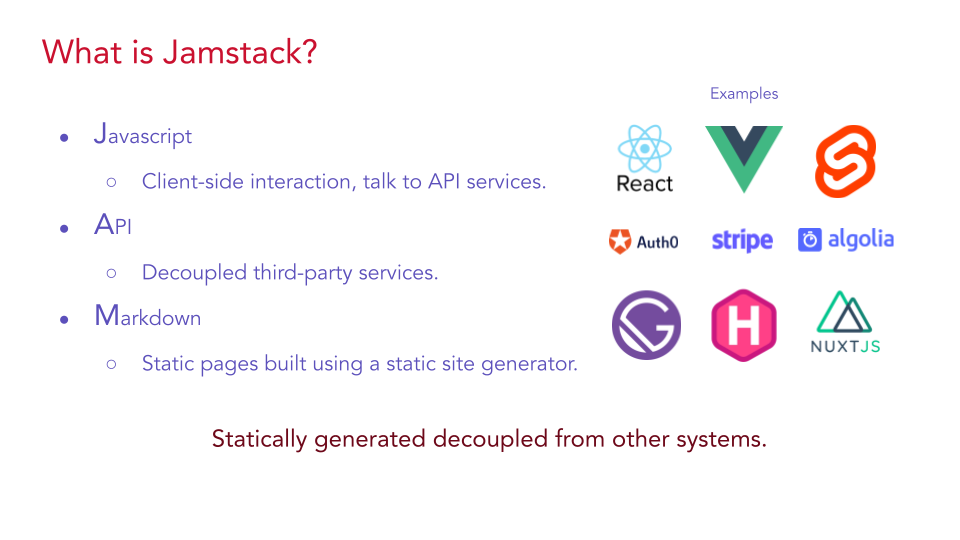 What is Jamstack?
Examples
● Javascript
○ Client-side interaction, talk to API services.
● API
○ Decoupled third-party services.
● Markdown
○ Static pages built using a static site generator.
React
Auth0 stripe algolia
H NUXTJS
Statically generated decoupled from other systems.